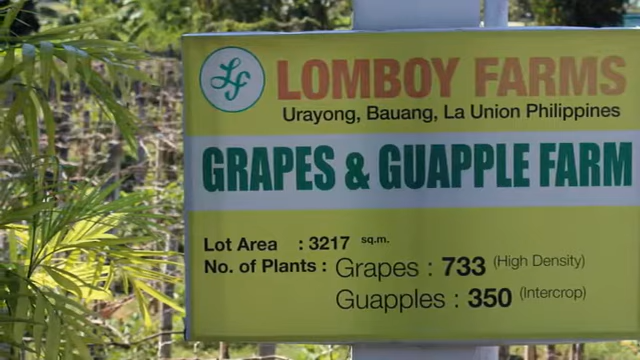 Lf
LOMBOY FARMS
Urayong, Bauang, La Union Philippines
GRAPES & GUAPPLE FARM
Lot Area : 3217 sq.m.
No. of Plants : Grapes : 733 (High Density)
Guapples : 350 (Intercrop)